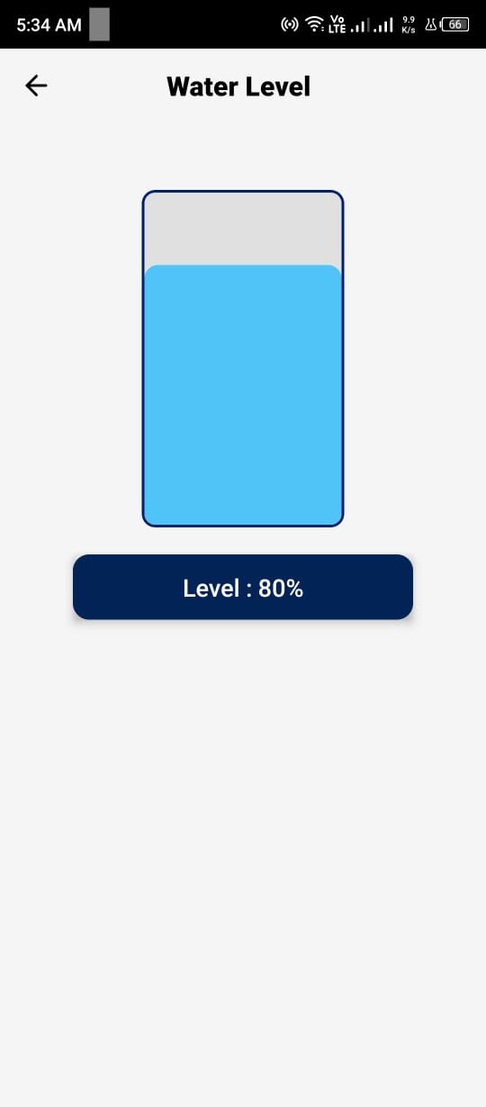 5:34 AM Vo LTE 9.9 K/s 66
Water Level
Level : 80%